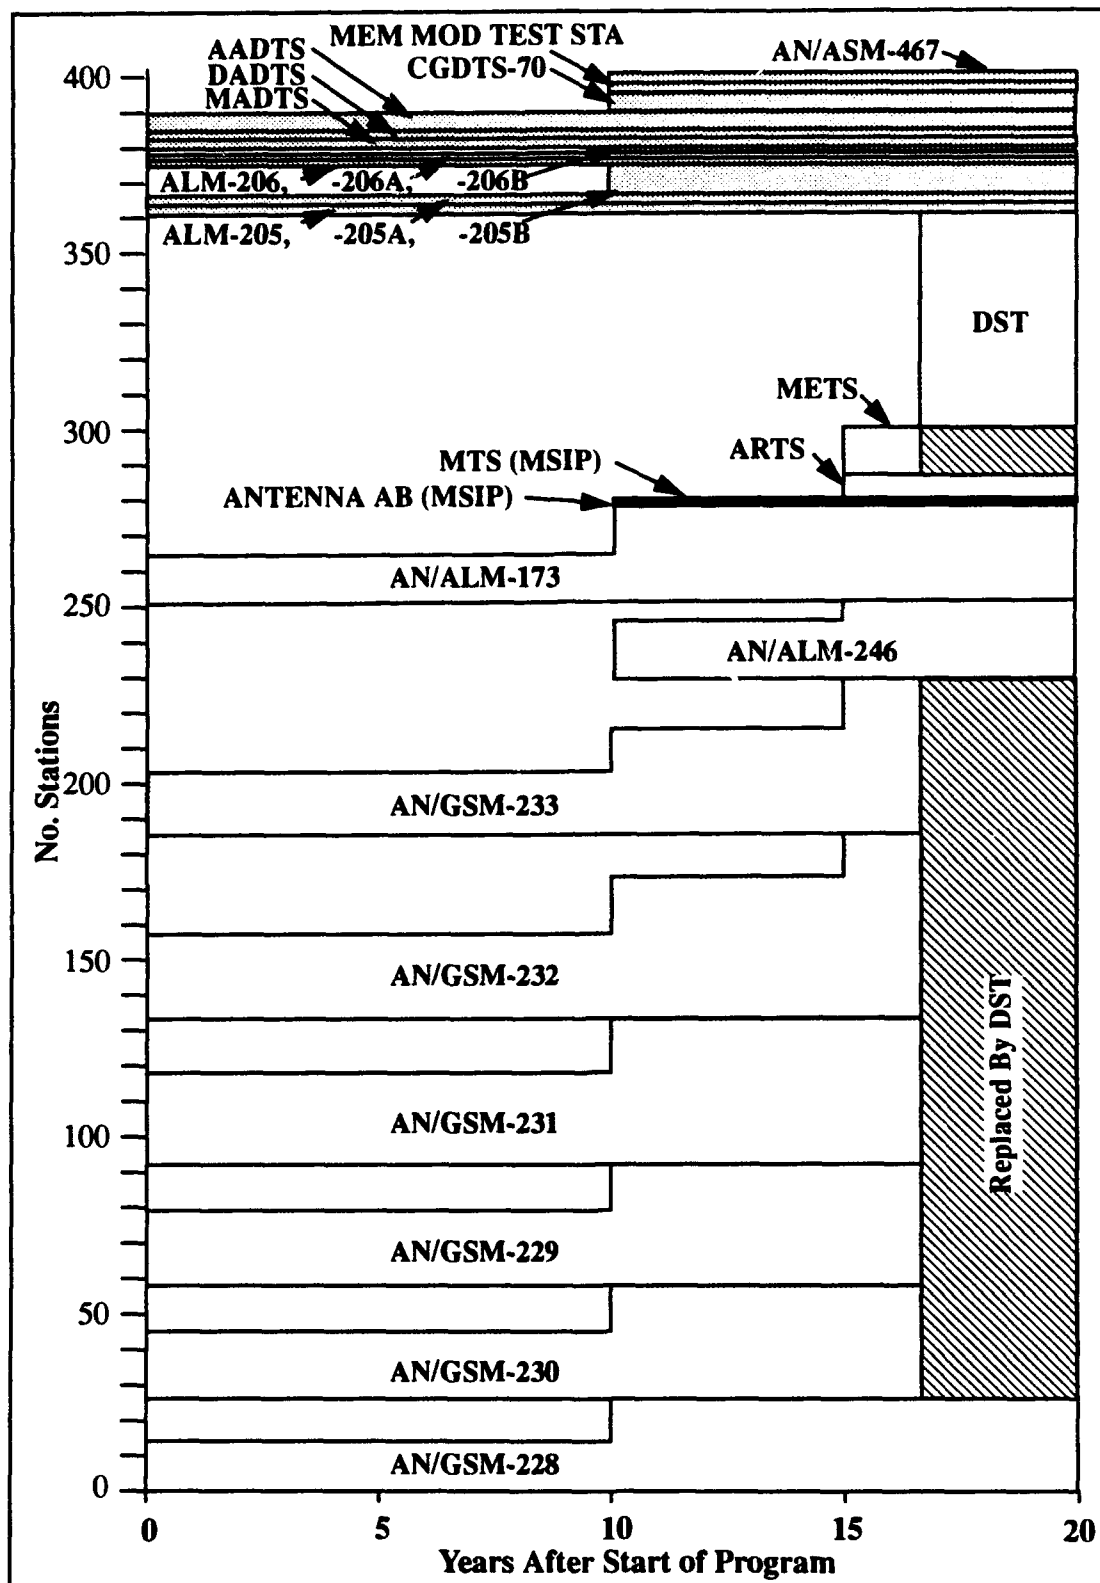 MEM MOD TEST STA
AADTS
AN/ASM-467
DADTS
CGDTS-70
MADTS
400
ALM-206, -206A, -206B
ALM-205, -205A, -205B
350
DST
METS
300
ARTS
MTS (MSIP)
ANTENNA AB (MSIP)
AN/ALM-173
250
AN/ALM-246
No. Stations
200
AN/GSM-233
150
AN/GSM-232
Replaced By DST
AN/GSM-231
100
AN/GSM-229
50
AN/GSM-230
AN/GSM-228
0
0 5 10 15 20
Years After Start of Program